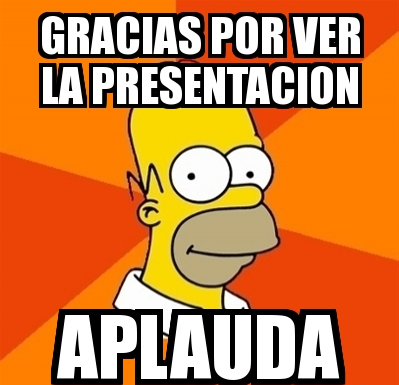 GRACIAS POR VER
LA PRESENTACION
APLAUDA